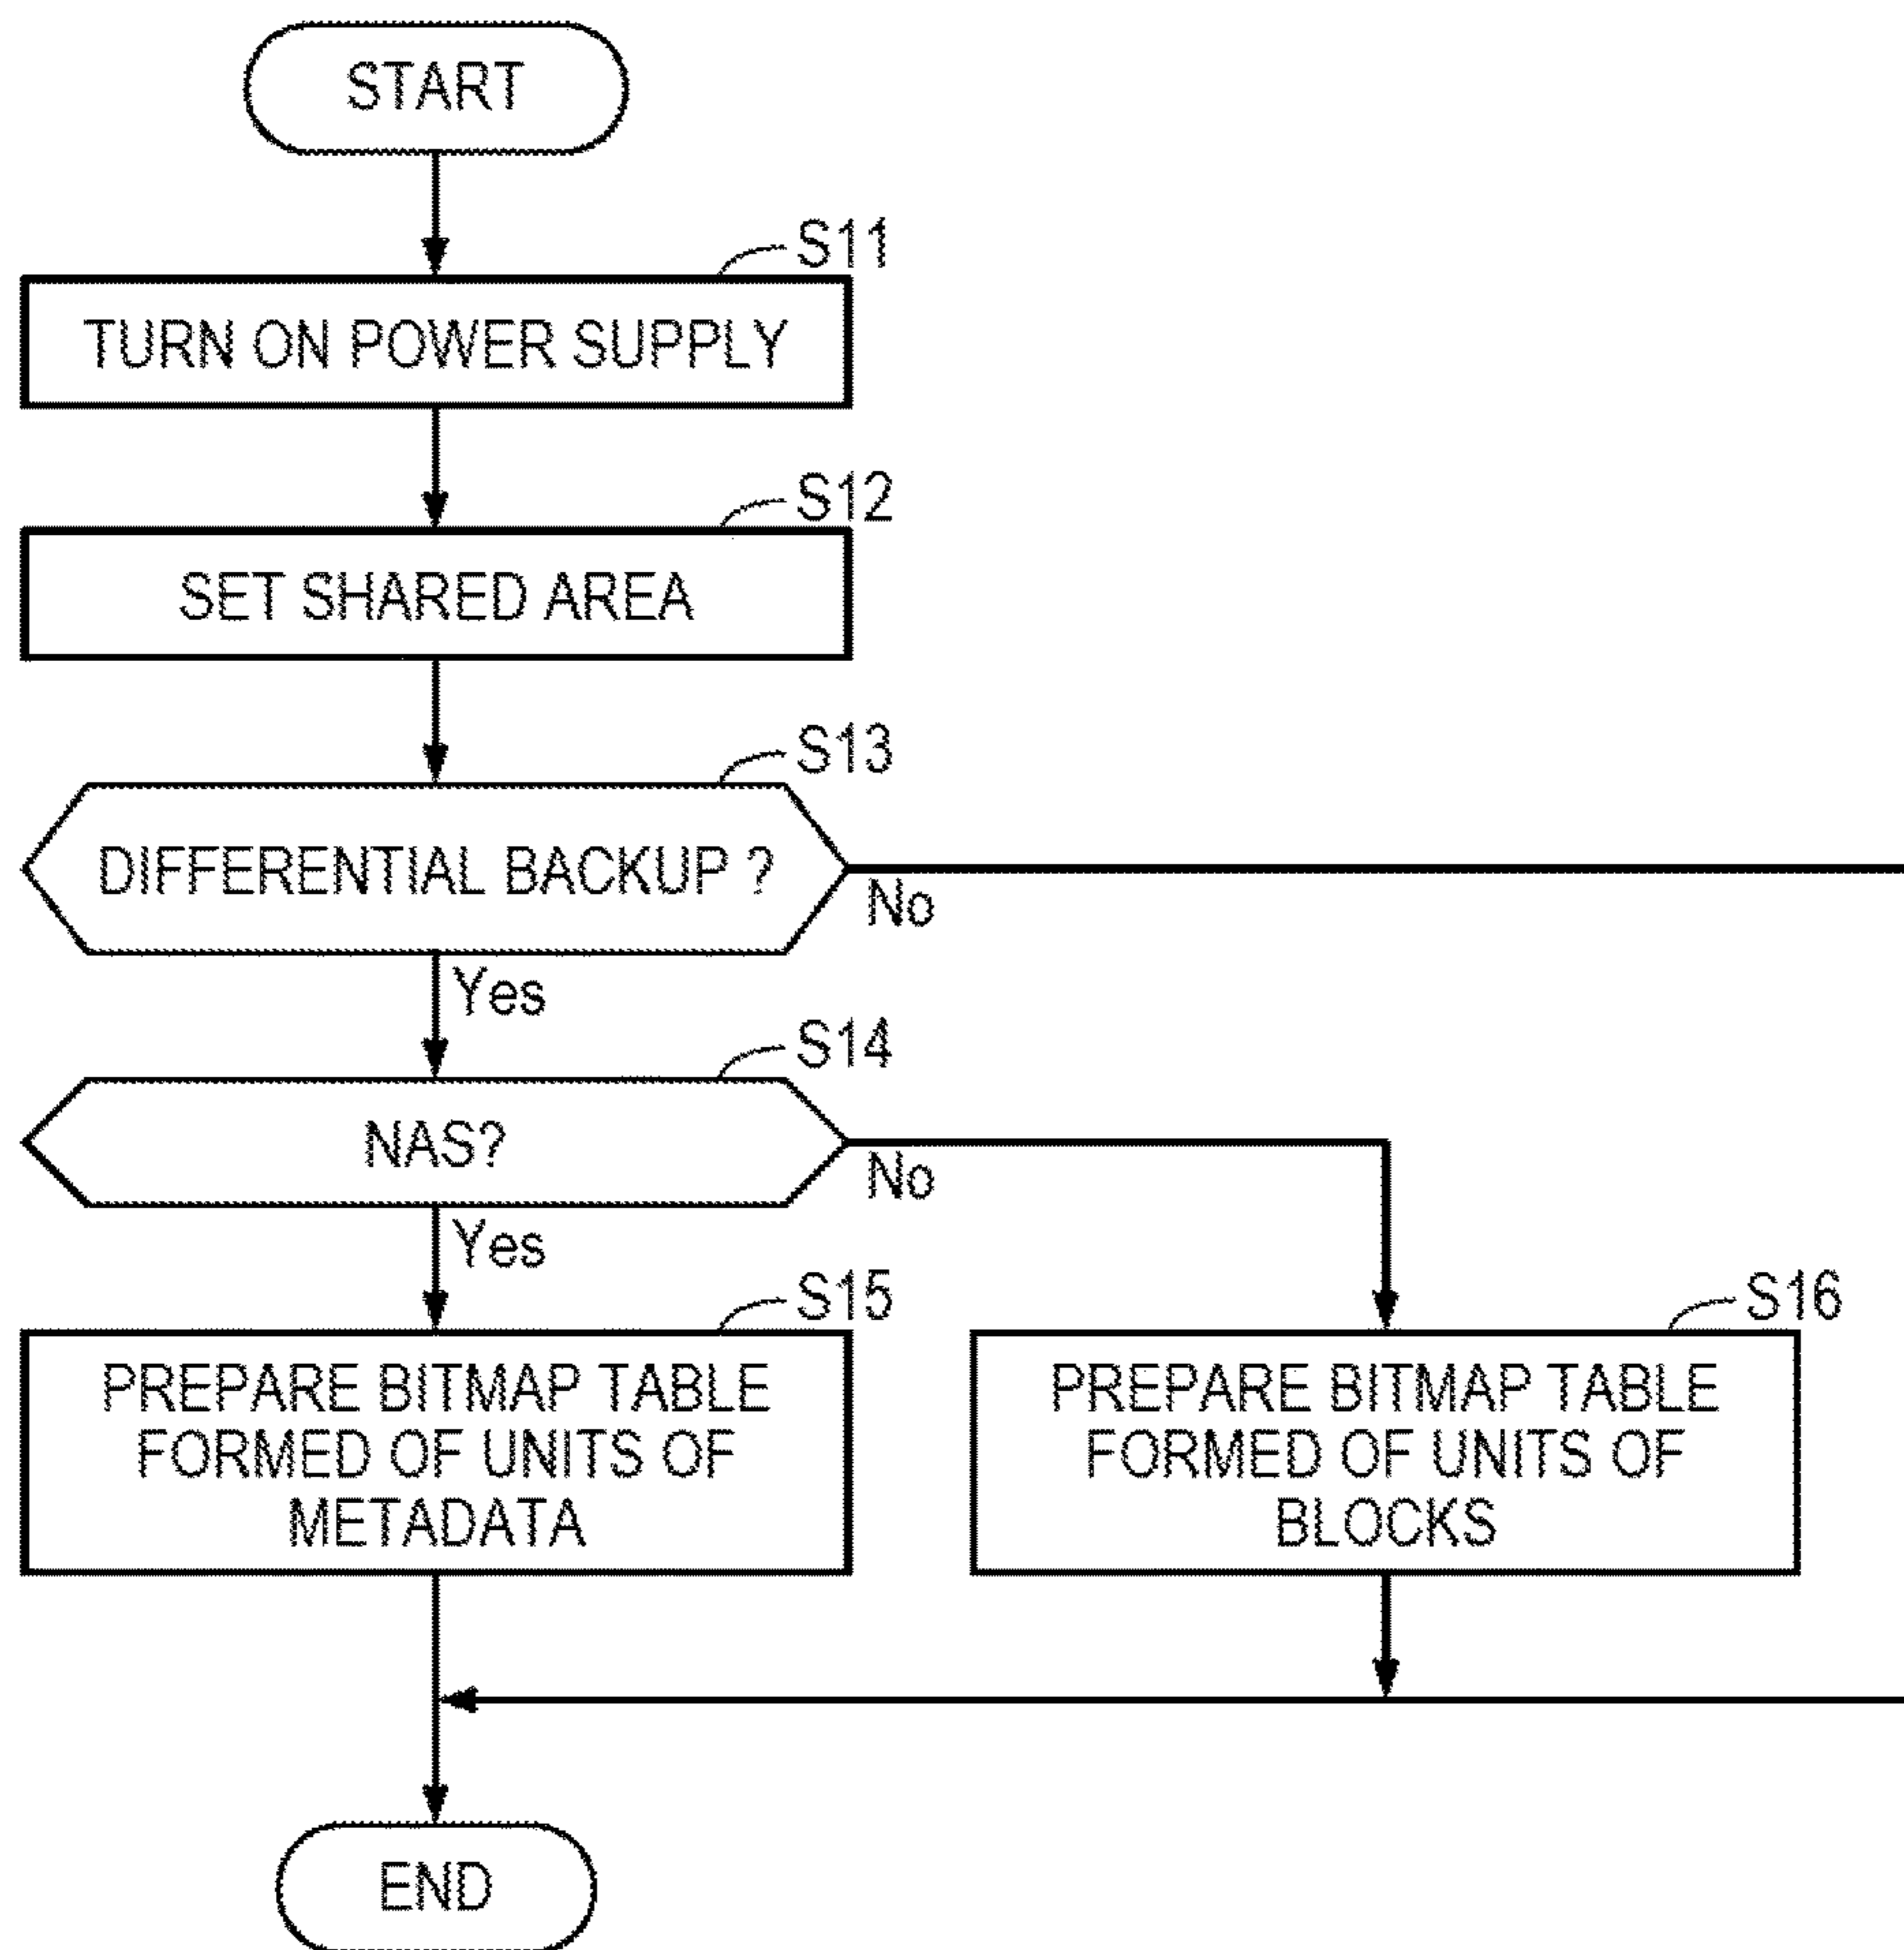 START
S11
TURN ON POWER SUPPLY
S12
SET SHARED AREA
S13
DIFFERENTIAL BACKUP ?
No
Yes
S14
NAS?
No
Yes
S15
PREPARE BITMAP TABLE
FORMED OF UNITS OF
METADATA
S16
PREPARE BITMAP TABLE
FORMED OF UNITS OF
BLOCKS
END